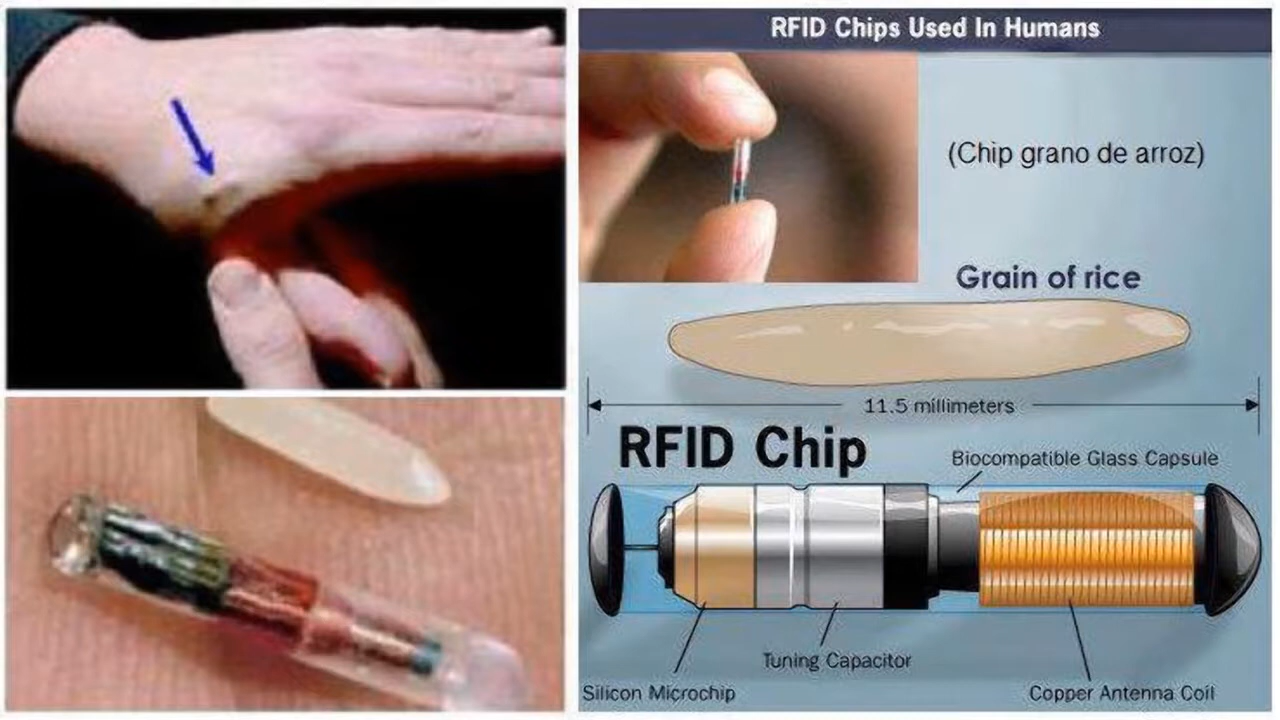 RFID Chips Used In Humans
(Chip grano de arroz)
Grain of rice
11.5 millimeters
RFID Chip
Biocompatible Glass Capsule
Tuning Capacitor
Silicon Microchip
Copper Antenna Coil